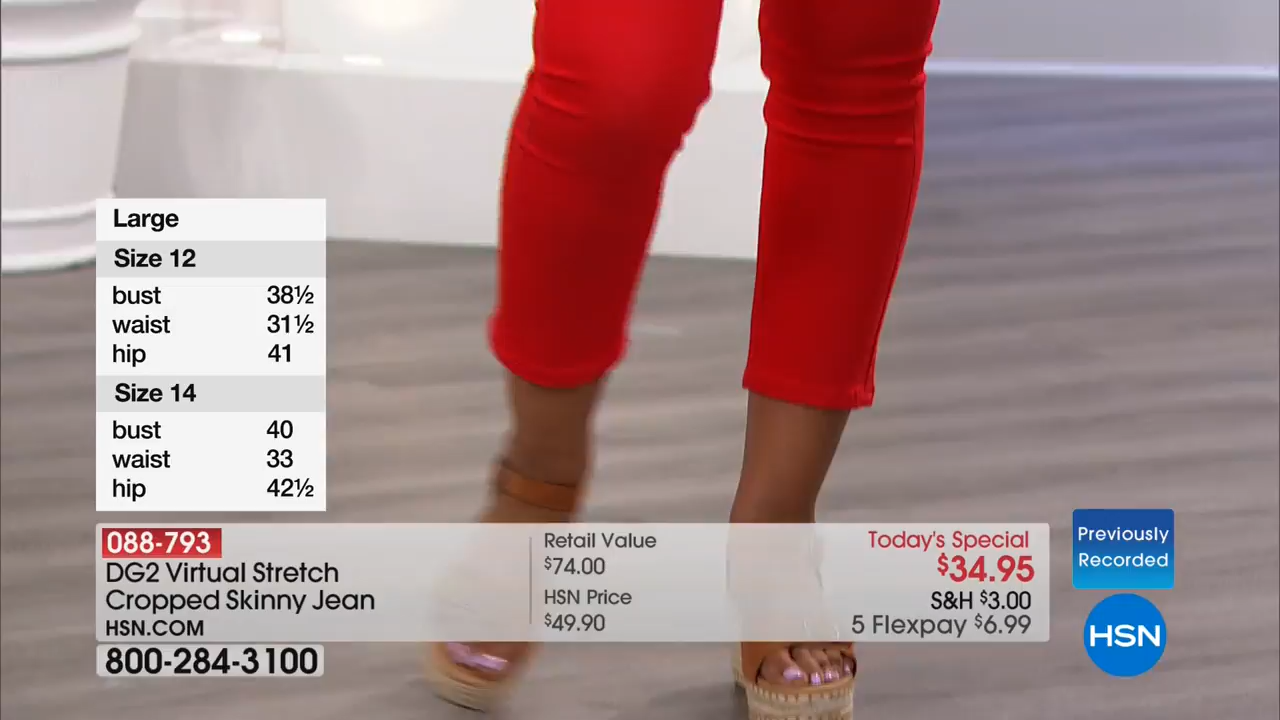 Large
Size 12
bust 38½
waist 31½
hip 41
Size 14
bust 40
waist 33
hip 42½
088-793
DG2 Virtual Stretch
Cropped Skinny Jean
HSN.COM
800-284-3100
Retail Value
$74.00
HSN Price
$49.90
Today's Special
$34.95
S&H $3.00
5 Flexpay $6.99
Previously
Recorded
HSN